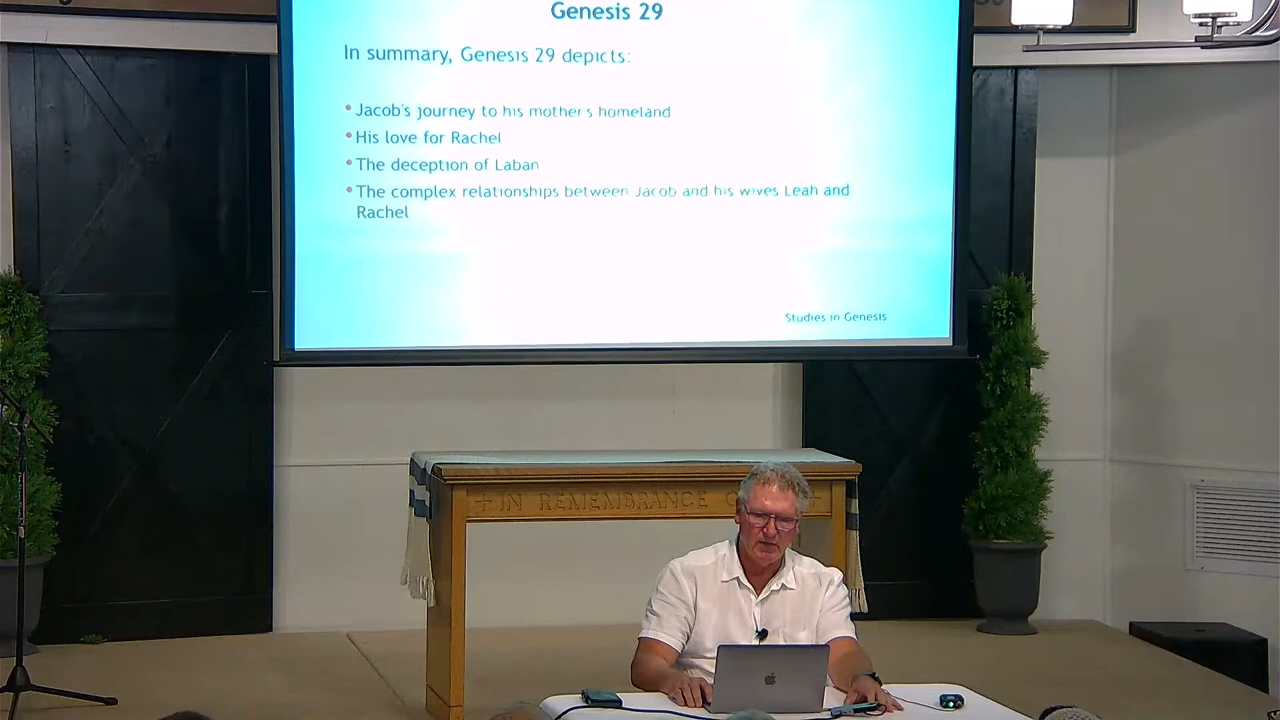 Genesis 29
In summary, Genesis 29 depicts:
Jacob's journey to his mother s homeland
His love for Rachel
The deception of Laban
The complex relationships between Jacob and his wives Leah and
Rachel
Studies in Genesis
IN REMEMBRANCE